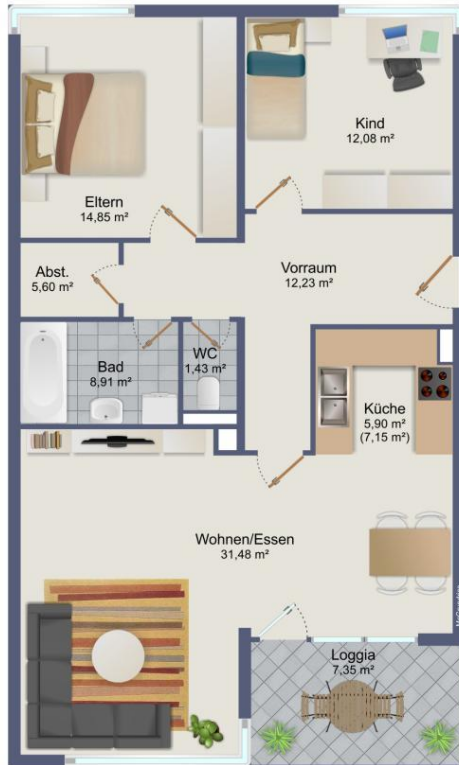 Eltern
14,85 m²
Kind
12,08 m²
Abst.
5,60 m²
Vorraum
12,23 m²
Bad
8,91 m²
WC
1,43 m²
Küche
5,90 m²
(7,15 m²)
Wohnen/Essen
31,48 m²
Loggia
7,35 m²